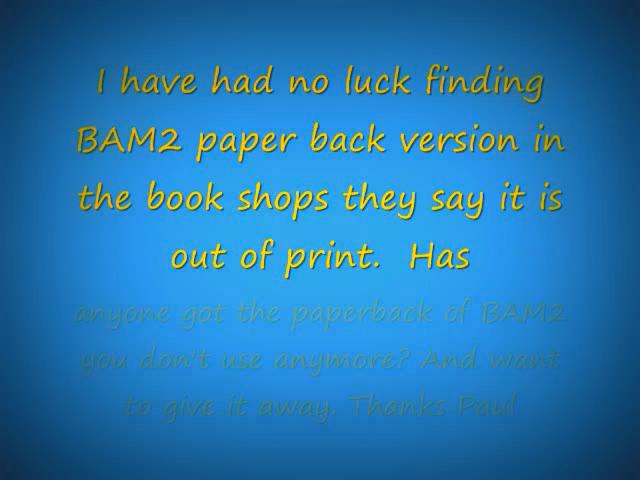 I have had no luck finding
BAM2 paper back version in
the book shops they say it is
out of print. Has
anyone got the paperback of BAM2
you don't use anymore? And want
to give it away. Thanks Paul